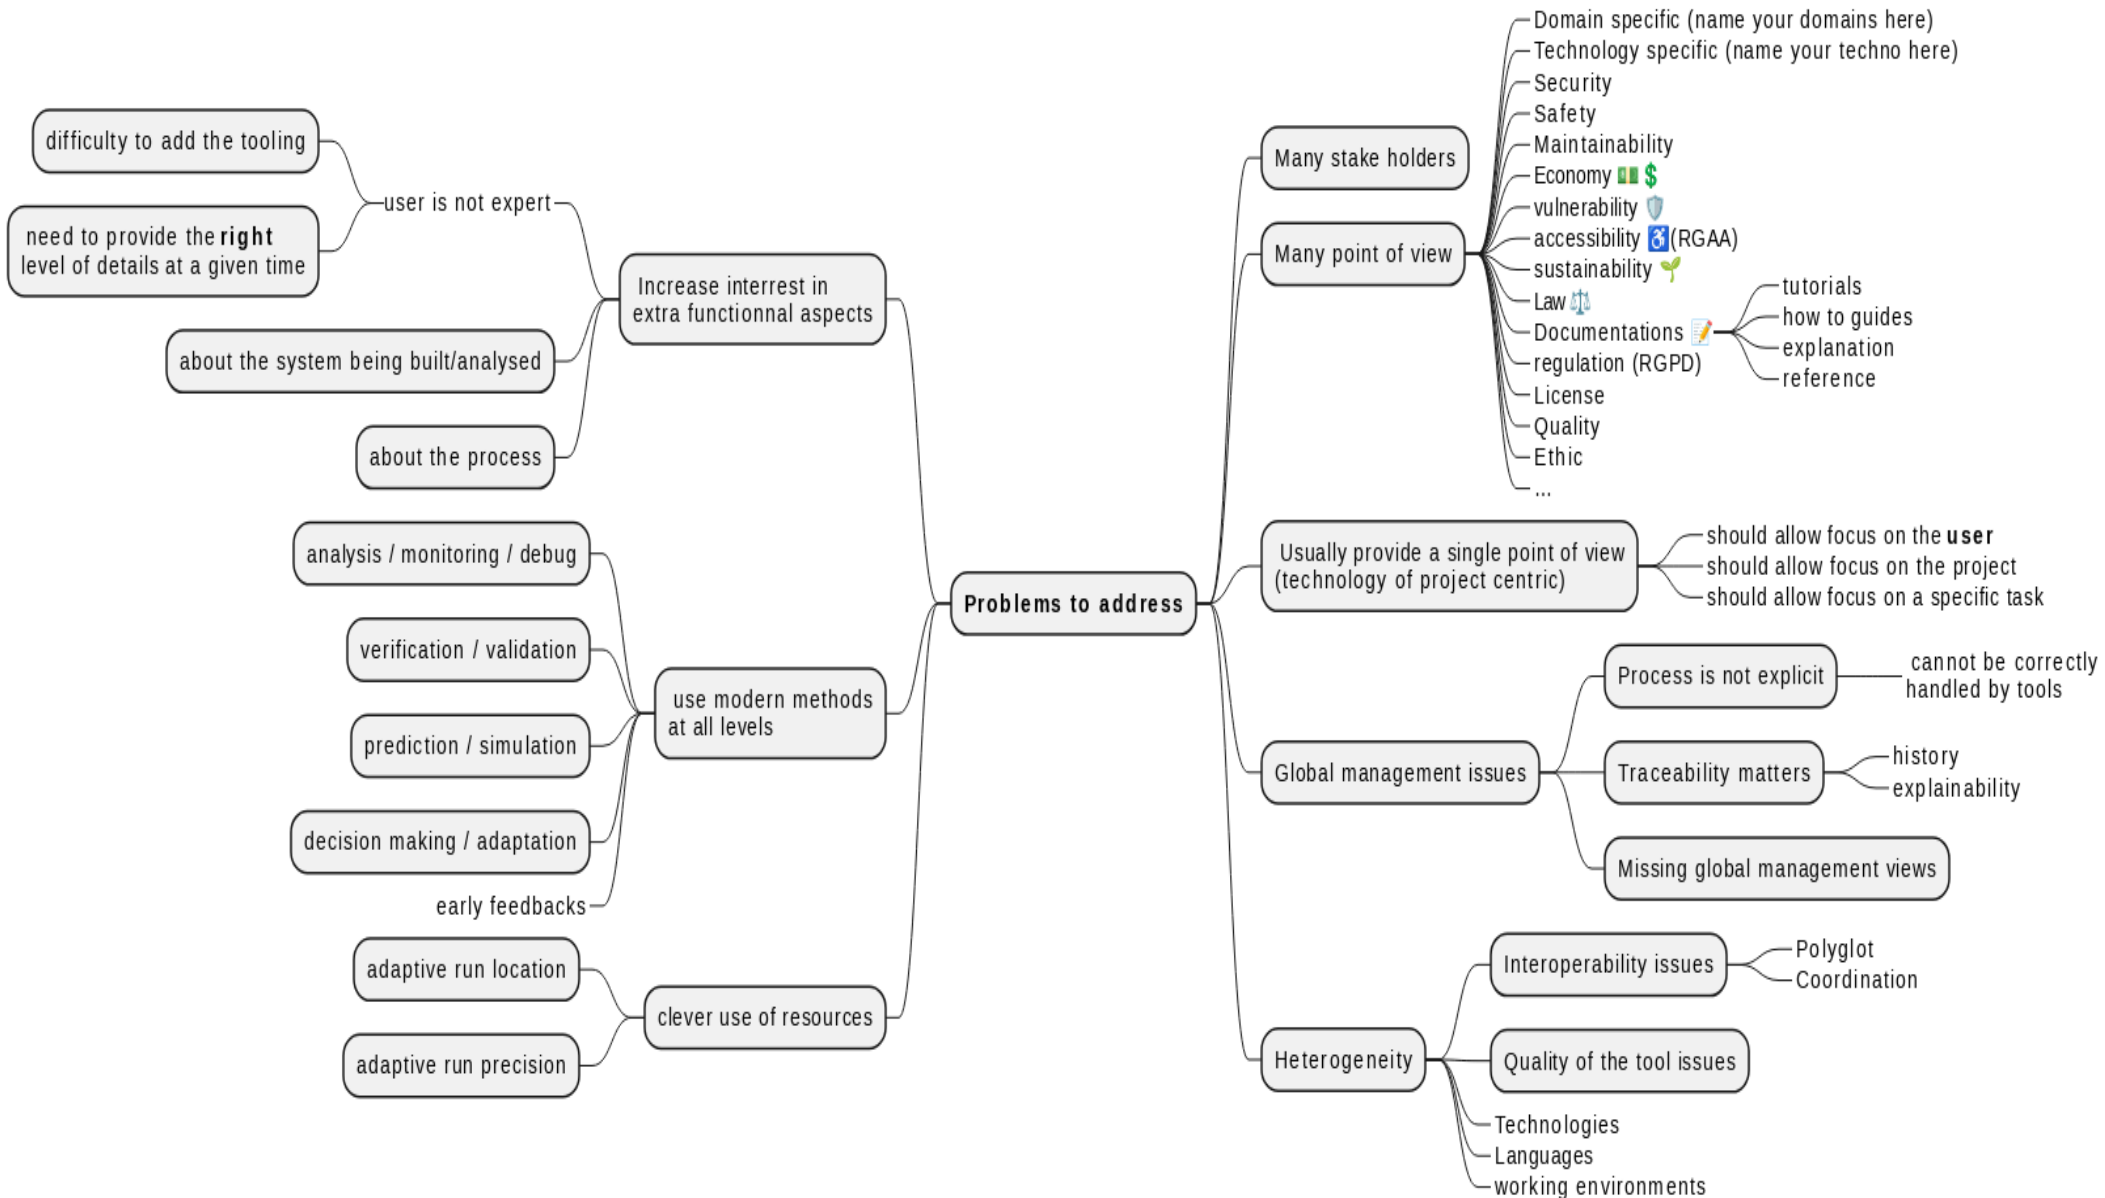 difficulty to add the tooling
need to provide the right
level of details at a given time
user is not expert
about the system being built/analysed
about the process
Increase interrest in
extra functionnal aspects
analysis / monitoring / debug
verification / validation
prediction / simulation
decision making / adaptation
early feedbacks
use modern methods
at all levels
adaptive run location
adaptive run precision
clever use of resources
Problems to address
Many stake holders
Many point of view
Domain specific (name your domains here)
Technology specific (name your techno here)
Security
Safety
Maintainability
Economy 💵💲
vulnerability 🛡️
accessibility ♿(RGAA)
sustainability 🌱
Law ⚖️
Documentations 📝
tutorials
how to guides
explanation
reference
regulation (RGPD)
License
Quality
Ethic
...
Usually provide a single point of view
(technology of project centric)
should allow focus on the user
should allow focus on the project
should allow focus on a specific task
Global management issues
Process is not explicit
cannot be correctly
handled by tools
Traceability matters
history
explainability
Missing global management views
Heterogeneity
Interoperability issues
Polyglot
Coordination
Quality of the tool issues
Technologies
Languages
working environments